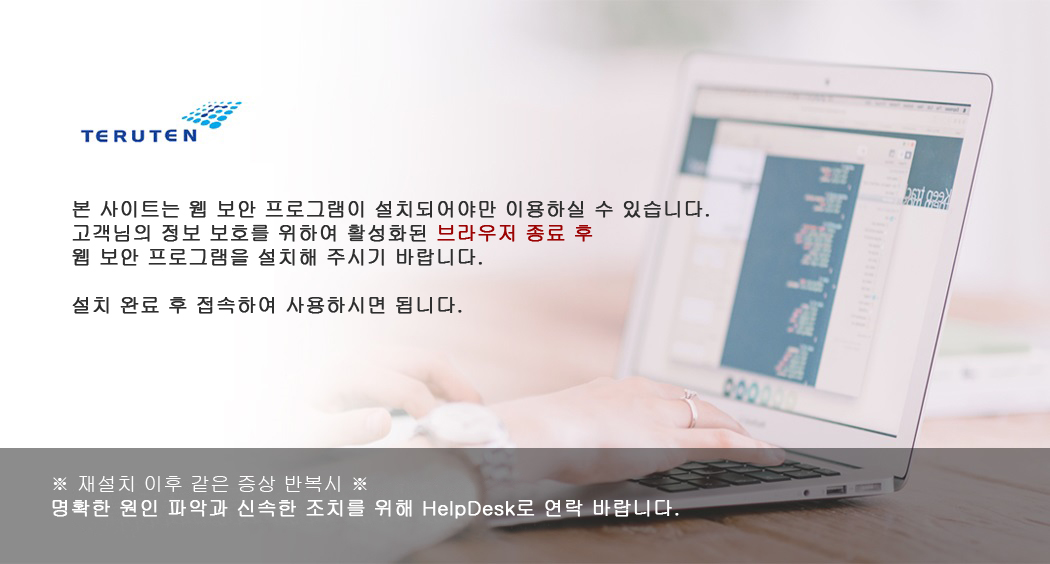 TERUTEN
본 사이트는 웹 보안 프로그램이 설치되어야만 이용하실 수 있습니다.
고객님의 정보 보호를 위하여 활성화된 브라우저 종료 후
웹 보안 프로그램을 설치해 주시기 바랍니다.
설치 완료 후 접속하여 사용하시면 됩니다.
※ 재설치 이후 같은 증상 반복시 ※
명확한 원인 파악과 신속한 조치를 위해 HelpDesk로 연락 바랍니다.